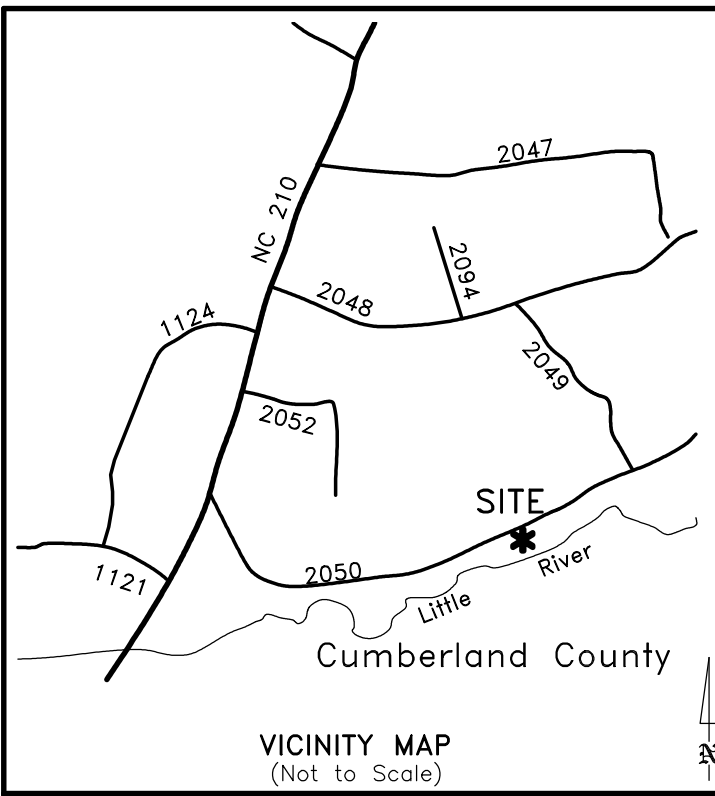 2047
NC 210
2094
2048
1124
2049
2052
SITE
1121
2050
River
Little
Cumberland County
VICINITY MAP
(Not to Scale)
N